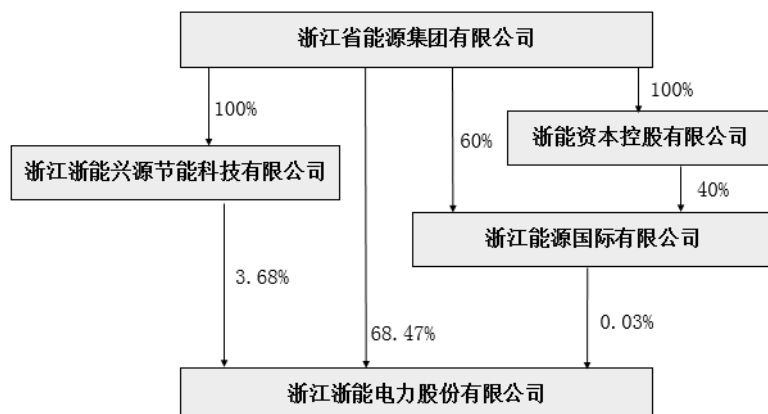 浙江省能源集团有限公司
100%
100%
60%
浙能资本控股有限公司
浙江浙能兴源节能科技有限公司
40%
浙江能源国际有限公司
3.68%
68.47%
0.03%
浙江浙能电力股份有限公司